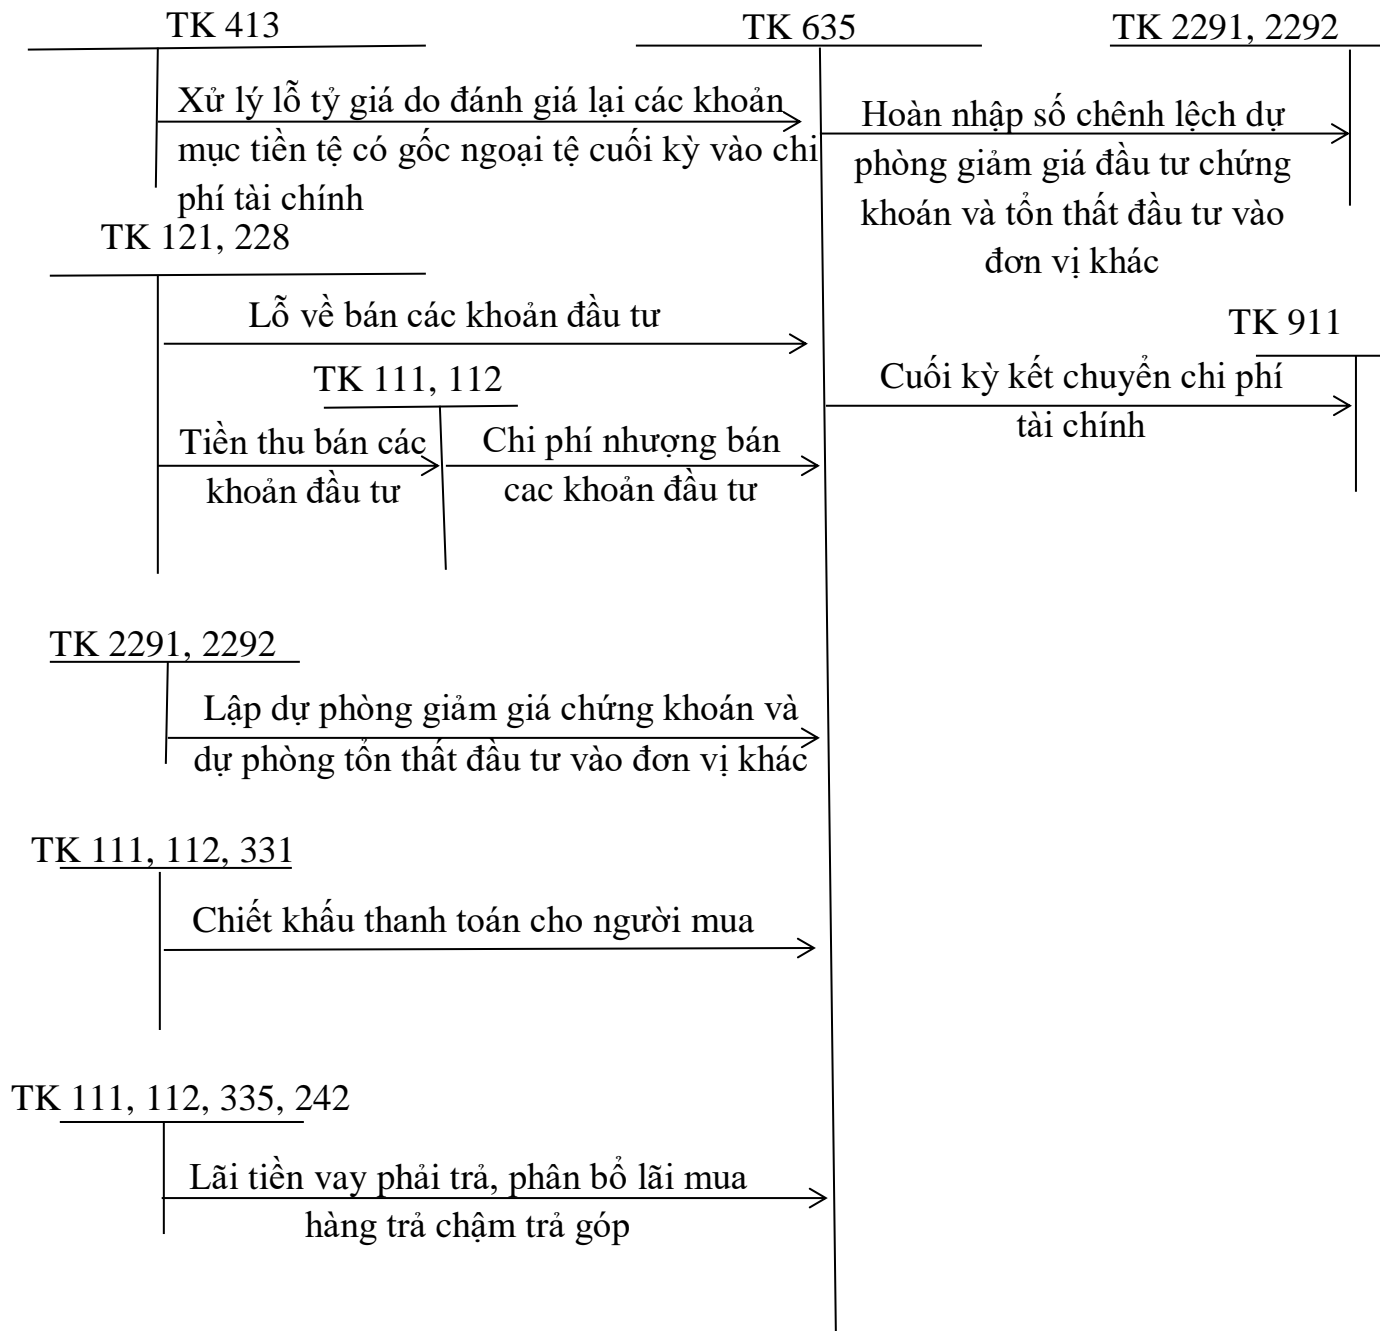 TK 413
TK 635
TK 2291, 2292
Xử lý lỗ tỷ giá do đánh giá lại các khoản
mục tiền tệ có gốc ngoại tệ cuối kỳ vào chi
phí tài chính
Hoàn nhập số chênh lệch dự
phòng giảm giá đầu tư chứng
khoán và tổn thất đầu tư vào
đơn vị khác
TK 121, 228
Lỗ về bán các khoản đầu tư
TK 911
TK 111, 112
Cuối kỳ kết chuyển chi phí
tài chính
Tiền thu bán các
khoản đầu tư
Chi phí nhượng bán
cac khoản đầu tư
TK 2291, 2292
Lập dự phòng giảm giá chứng khoán và
dự phòng tổn thất đầu tư vào đơn vị khác
TK 111, 112, 331
Chiết khấu thanh toán cho người mua
TK 111, 112, 335, 242
Lãi tiền vay phải trả, phân bổ lãi mua
hàng trả chậm trả góp